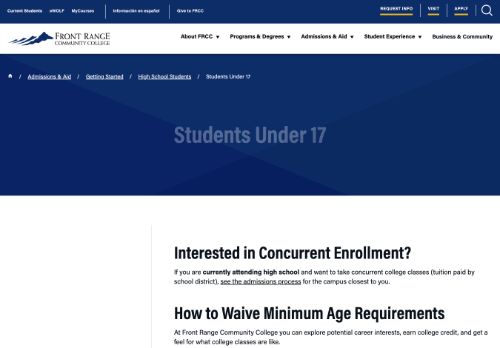 Current Students eWOLF MyCourses Información en español Give to FRCC REQUEST INFO VISIT APPLY
FRONT RANGE
COMMUNITY COLLEGE
About FRCC Programs & Degrees Admissions & Aid Student Experience Business & Community
/ Admissions & Aid / Getting Started / High School Students / Students Under 17
Students Under 17
Interested in Concurrent Enrollment?
If you are currently attending high school and want to take concurrent college classes (tuition paid by
school district), see the admissions process for the campus closest to you.
How to Waive Minimum Age Requirements
At Front Range Community College you can explore potential career interests, earn college credit, and get a
feel for what college classes are like.